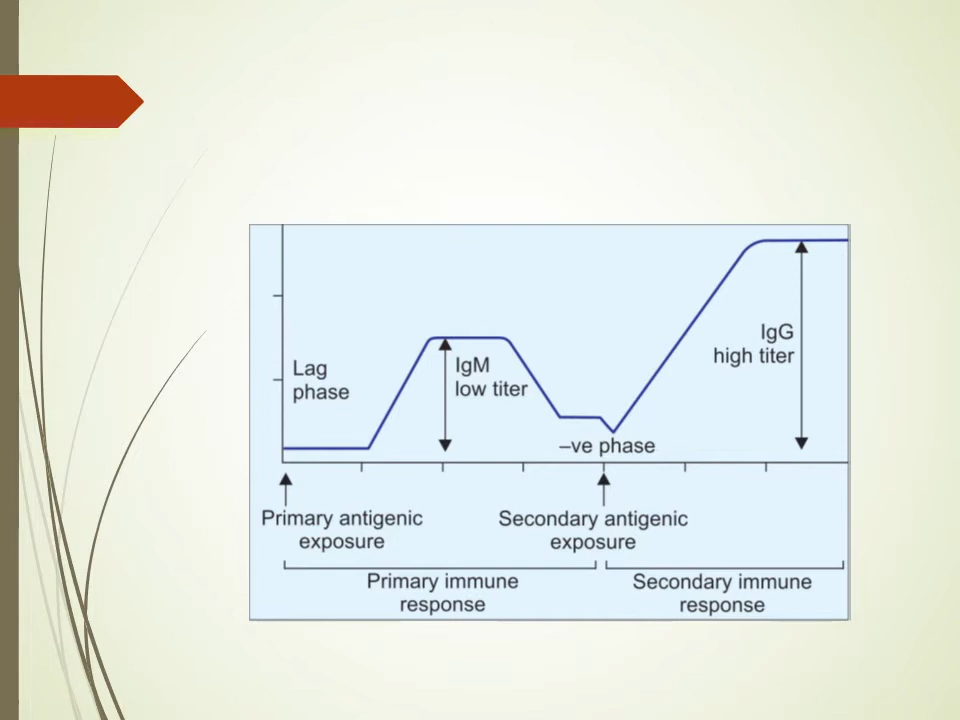 IgG
high titer
Lag
phase
IgM
low titer
–ve phase
Primary antigenic
exposure
Secondary antigenic
exposure
Primary immune
response
Secondary immune
response